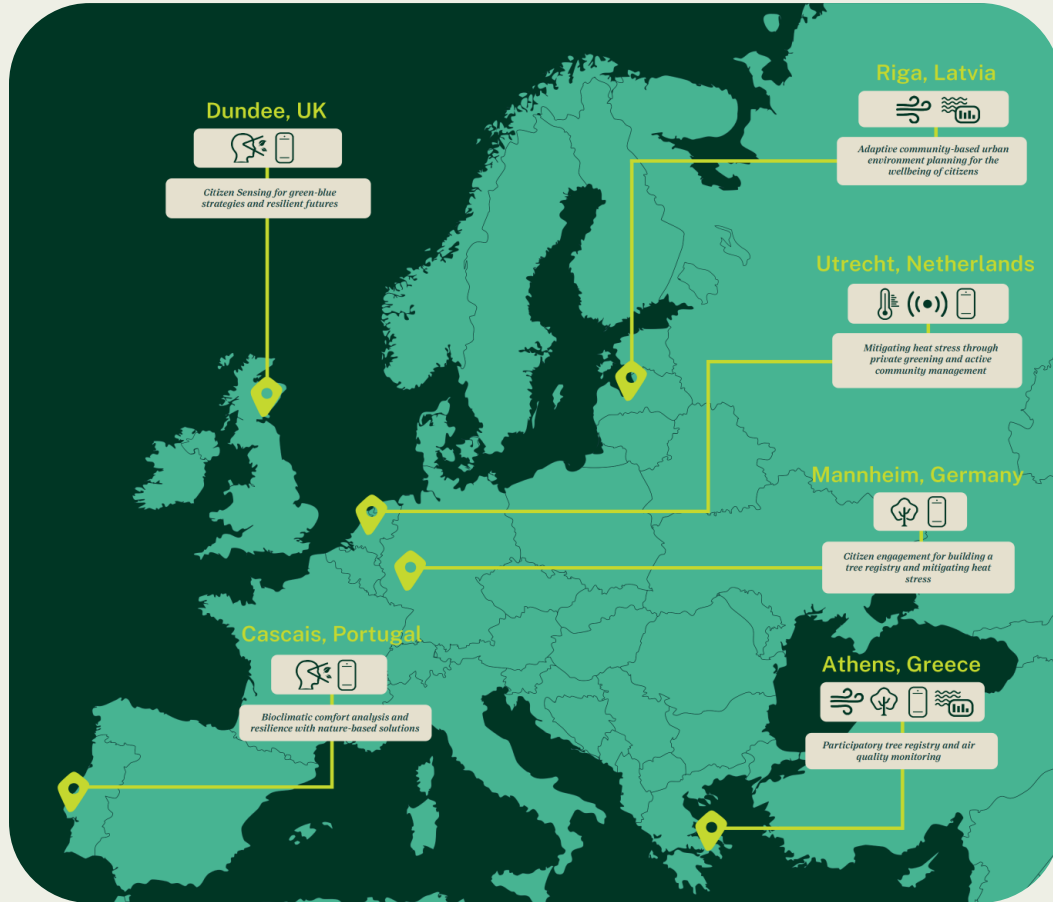 Dundee, UK
Citizen Sensing for green-blue
strategies and resilient futures
Riga, Latvia
Adaptive community-based urban
environment planning for the
wellbeing of citizens
Utrecht, Netherlands
Mitigating heat stress through
private greening and active
community management
Mannheim, Germany
Citizen engagement for building a
tree registry and mitigating heat
stress
Cascais, Portugal
Bioclimatic comfort analysis and
resilience with nature-based solutions
Athens, Greece
Participatory tree registry and air
quality monitoring